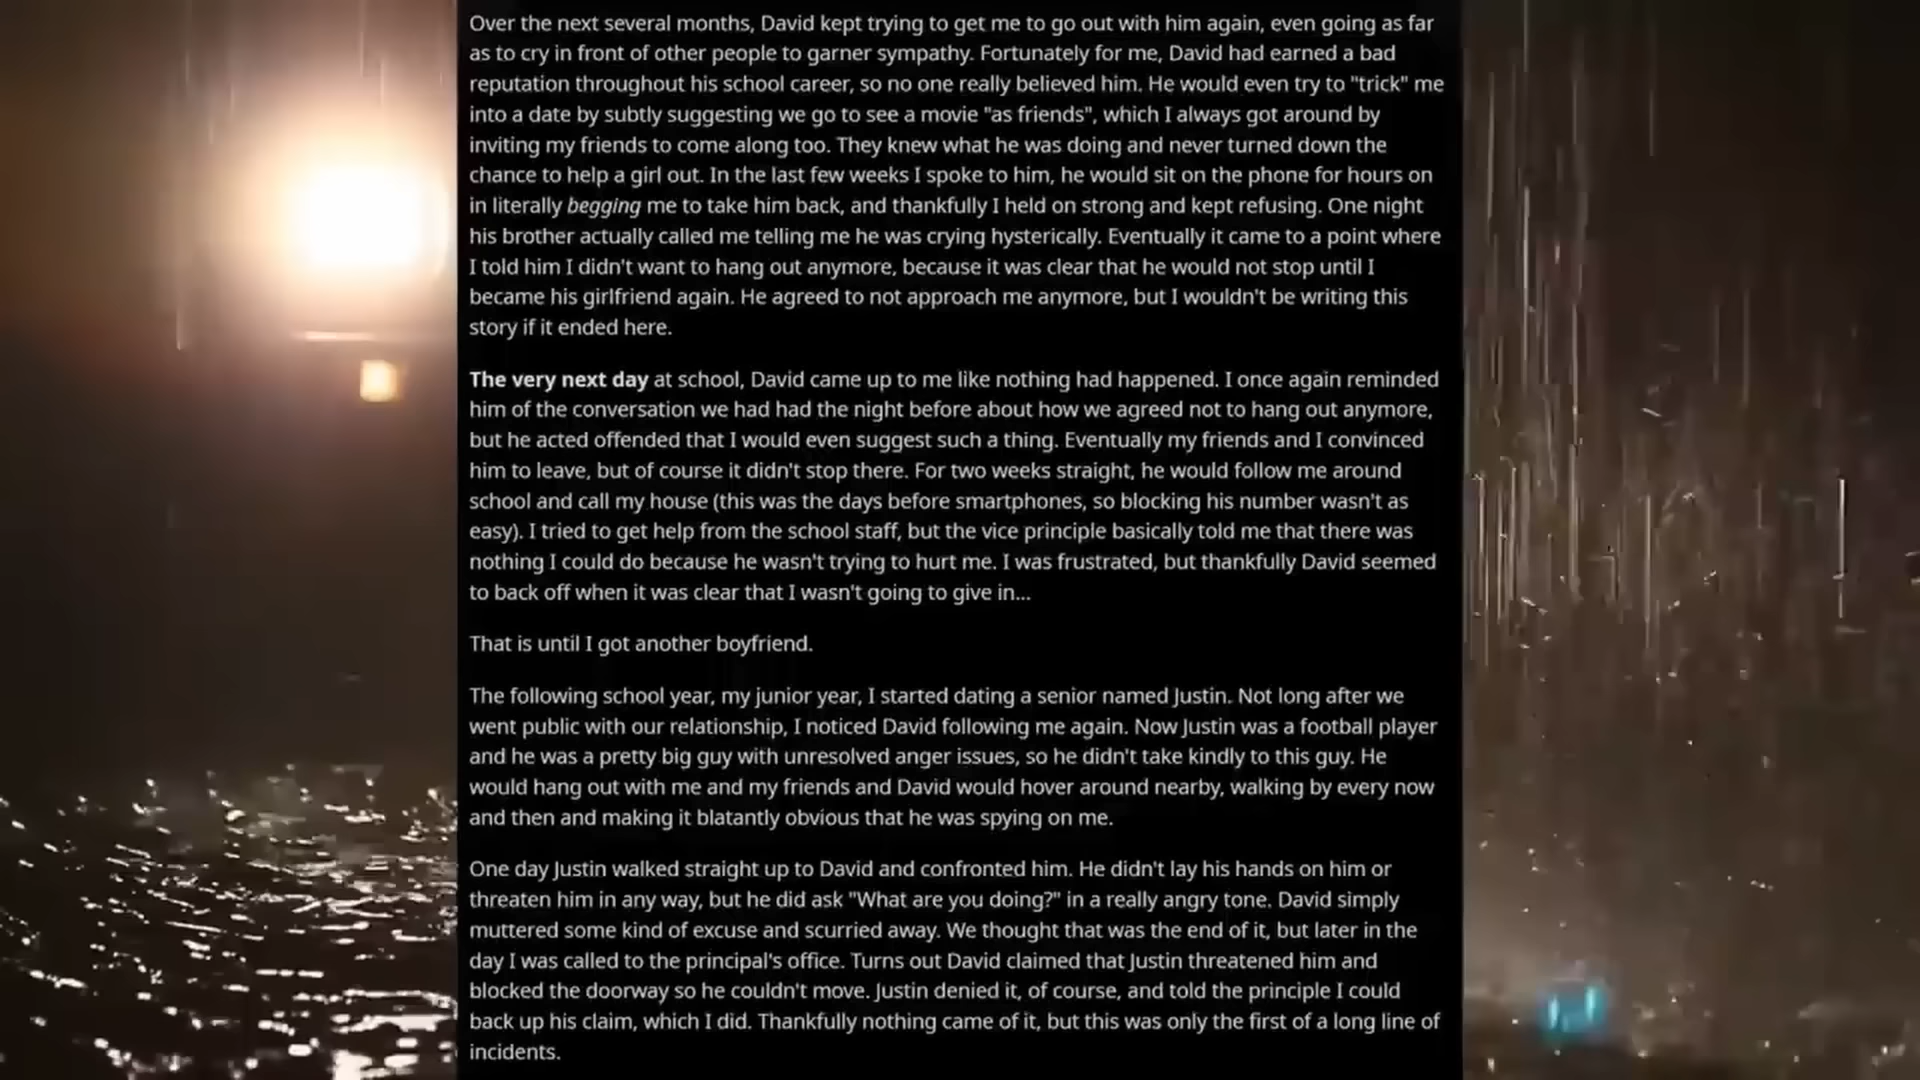 Over the next several months, David kept trying to get me to go out with him again, even going as far
as to cry in front of other people to garner sympathy. Fortunately for me, David had earned a bad
reputation throughout his school career, so no one really believed him. He would even try to "trick" me
into a date by subtly suggesting we go to see a movie "as friends", which I always got around by
inviting my friends to come along too. They knew what he was doing and never turned down the
chance to help a girl out. In the last few weeks I spoke to him, he would sit on the phone for hours on
in literally begging me to take him back, and thankfully I held on strong and kept refusing. One night
his brother actually called me telling me he was crying hysterically. Eventually it came to a point where
I told him I didn't want to hang out anymore, because it was clear that he would not stop until I
became his girlfriend again. He agreed to not approach me anymore, but I wouldn't be writing this
story if it ended here.
The very next day at school, David came up to me like nothing had happened. I once again reminded
him of the conversation we had had the night before about how we agreed not to hang out anymore,
but he acted offended that I would even suggest such a thing. Eventually my friends and I convinced
him to leave, but of course it didn't stop there. For two weeks straight, he would follow me around
school and call my house (this was the days before smartphones, so blocking his number wasn't as
easy). I tried to get help from the school staff, but the vice principle basically told me that there was
nothing I could do because he wasn't trying to hurt me. I was frustrated, but thankfully David seemed
to back off when it was clear that I wasn't going to give in...
That is until I got another boyfriend.
The following school year, my junior year, I started dating a senior named Justin. Not long after we
went public with our relationship, I noticed David following me again. Now Justin was a football player
and he was a pretty big guy with unresolved anger issues, so he didn't take kindly to this guy. He
would hang out with me and my friends and David would hover around nearby, walking by every now
and then and making it blatantly obvious that he was spying on me.
One day Justin walked straight up to David and confronted him. He didn't lay his hands on him or
threaten him in any way, but he did ask "What are you doing?" in a really angry tone. David simply
muttered some kind of excuse and scurried away. We thought that was the end of it, but later in the
day I was called to the principal's office. Turns out David claimed that Justin threatened him and
blocked the doorway so he couldn't move. Justin denied it, of course, and told the principle I could
back up his claim, which I did. Thankfully nothing came of it, but this was only the first of a long line of
incidents.